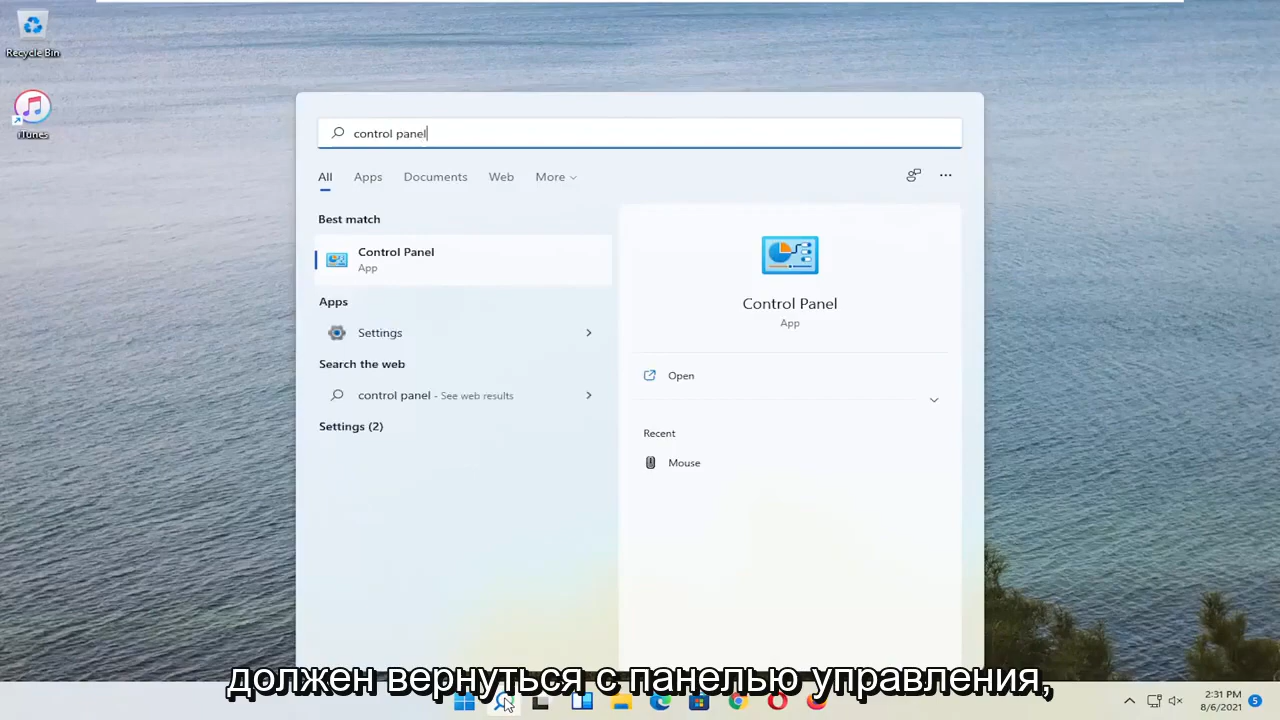 Recycle Bin
iTunes
control panel
All Apps Documents Web More
Best match
Control Panel
App
Apps
Settings
Search the web
control panel - See web results
Settings (2)
Control Panel
App
Open
Recent
Mouse
должен вернуться с панелью управления,
2:31 PM
8/6/2021
5